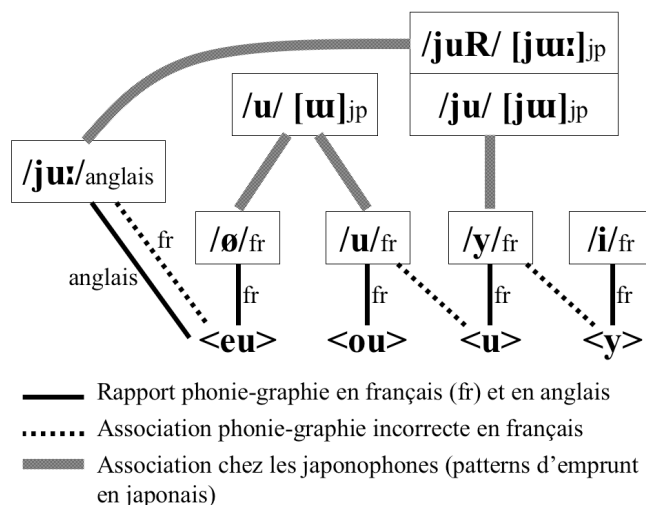 /juR/ [jɯː]jp
/u/ [ɯ]jp
/ju/ [jɯ]jp
/juː/anglais
fr
anglais
/ø/fr
/u/fr
/y/fr
/i/fr
fr
fr
fr
fr
<eu>
<ou>
<u>
<y>
Rapport phonie-graphie en français (fr) et en anglais
Association phonie-graphie incorrecte en français
Association chez les japonophones (patterns d’emprunt
en japonais)